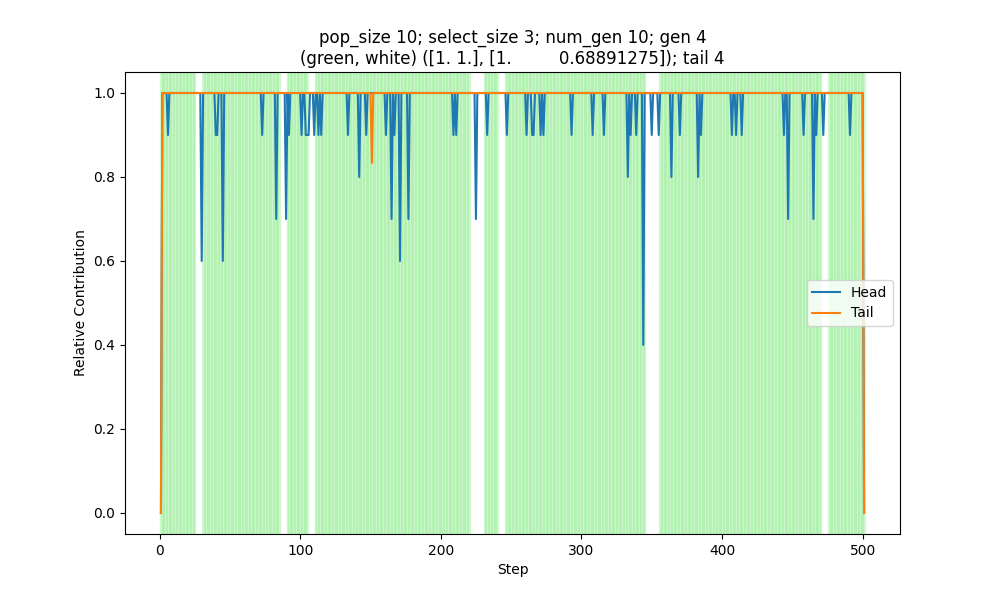 pop_size 10; select_size 3; num_gen 10; gen 4
(green, white) ([1. 1.], [1.         0.68891275]); tail 4
Relative Contribution
1.0
0.8
0.6
0.4
0.2
0.0
Head
Tail
0
100
200
300
400
500
Step